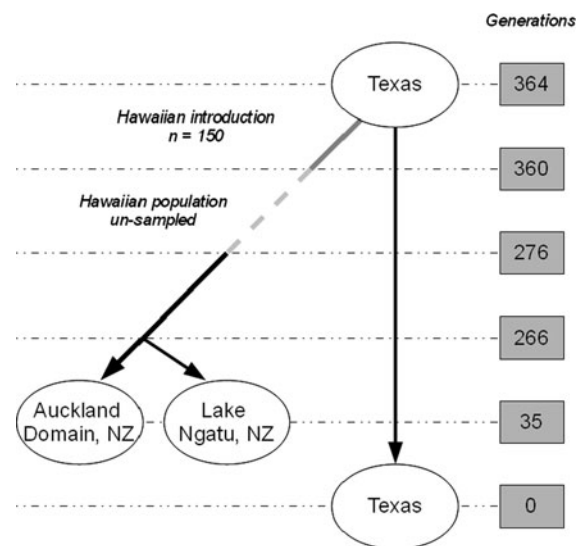 Generations
Texas
364
Hawaiian introduction
n = 150
360
Hawaiian population
un-sampled
276
266
Auckland
Domain, NZ
Lake
Ngatu, NZ
35
Texas
0